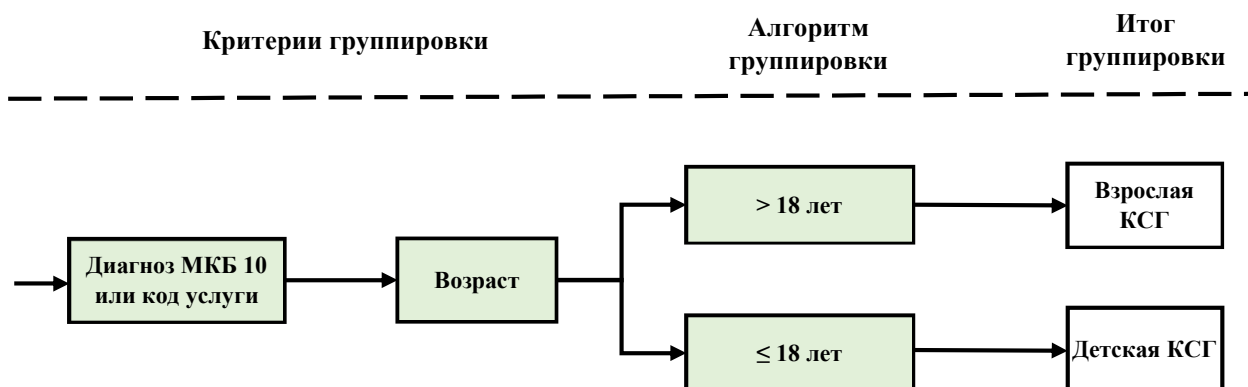 Критерии группировки
Алгоритм
группировки
Итог
группировки
Диагноз МКБ 10
или код услуги
Возраст
> 18 лет
Взрослая
КСГ
≤ 18 лет
Детская КСГ